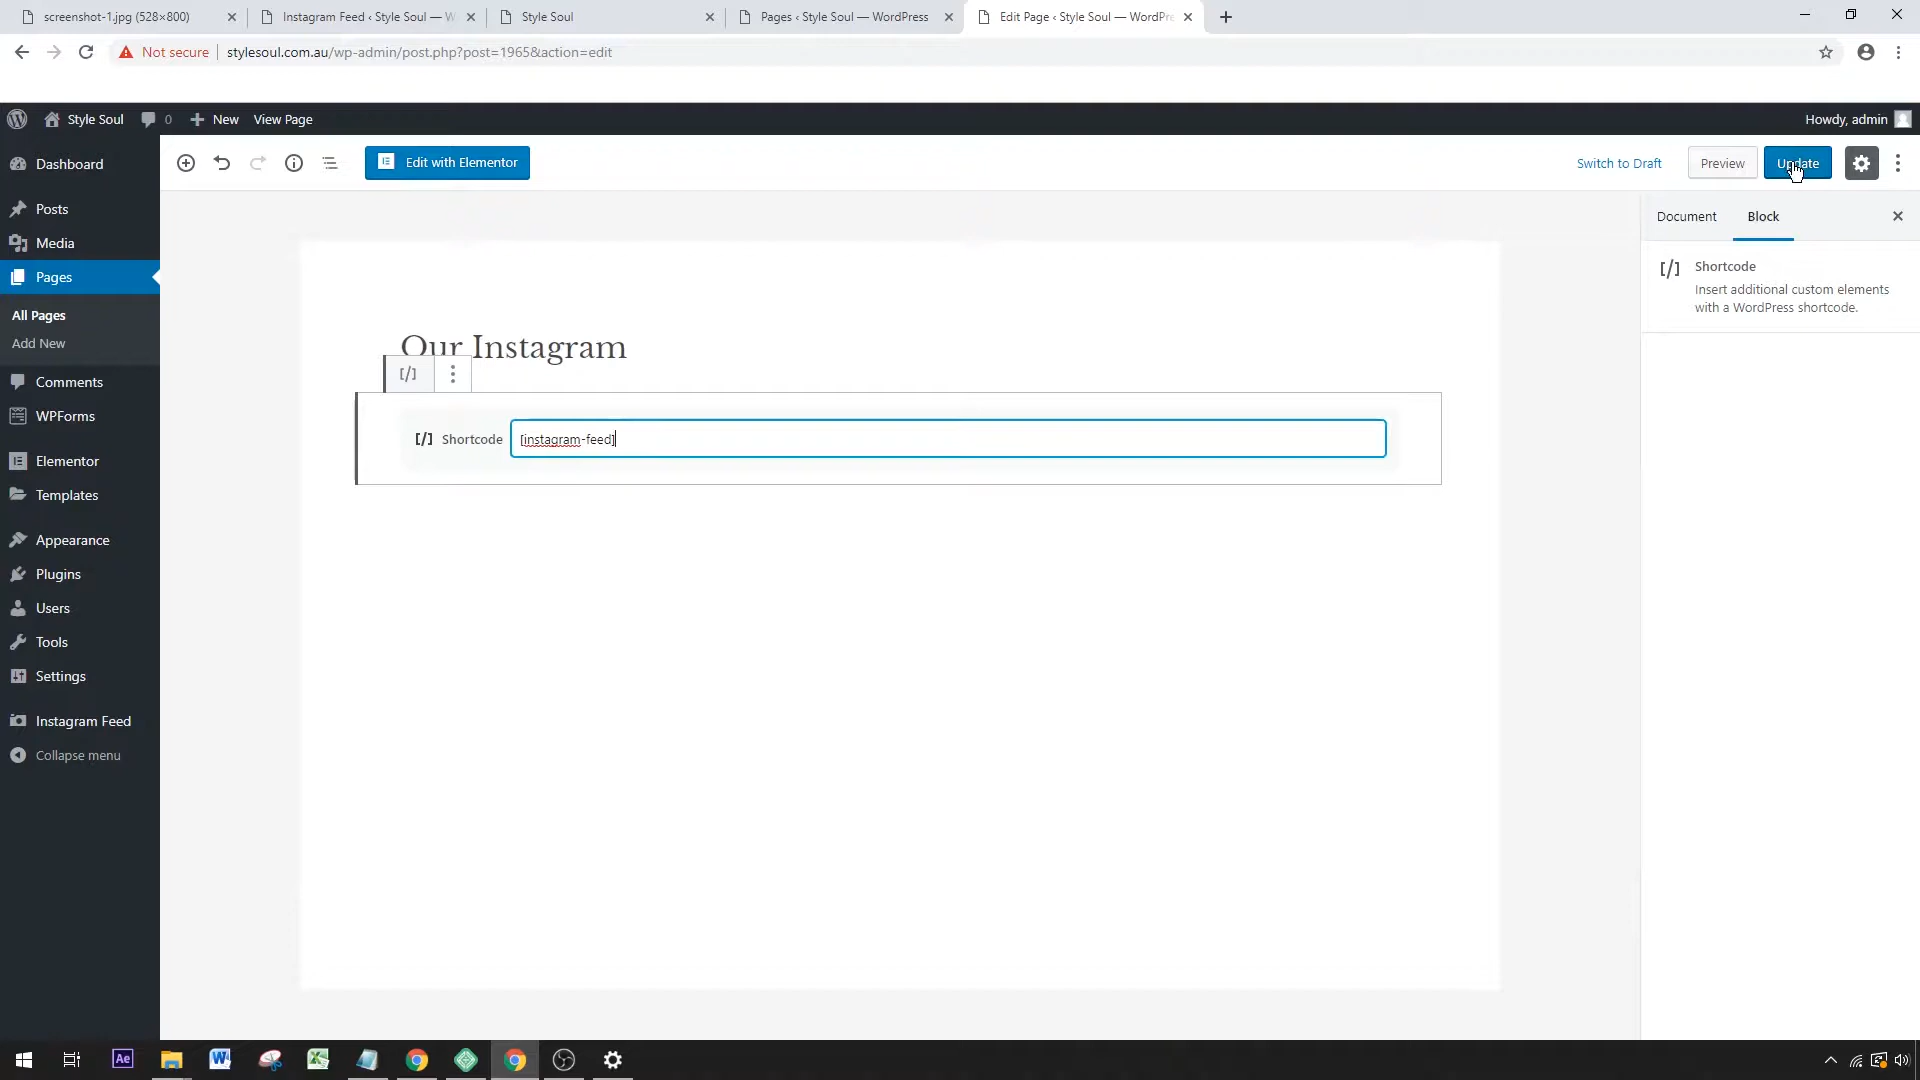 screenshot-1.jpg (528×800)
Instagram Feed ‹ Style Soul — W
Style Soul
Pages ‹ Style Soul — WordPress
Edit Page ‹ Style Soul — WordPre
Not secure
stylesoul.com.au/wp-admin/post.php?post=1965&action=edit
Style Soul
0
New
View Page
Howdy, admin
Dashboard
Posts
Media
Pages
All Pages
Add New
Comments
WPForms
Elementor
Templates
Appearance
Plugins
Users
Tools
Settings
Instagram Feed
Collapse menu
Edit with Elementor
Switch to Draft
Preview
Update
Document
Block
[/]
Shortcode
Insert additional custom elements
with a WordPress shortcode.
Our Instagram
[/]
[/] Shortcode
[instagram-feed]
Ae